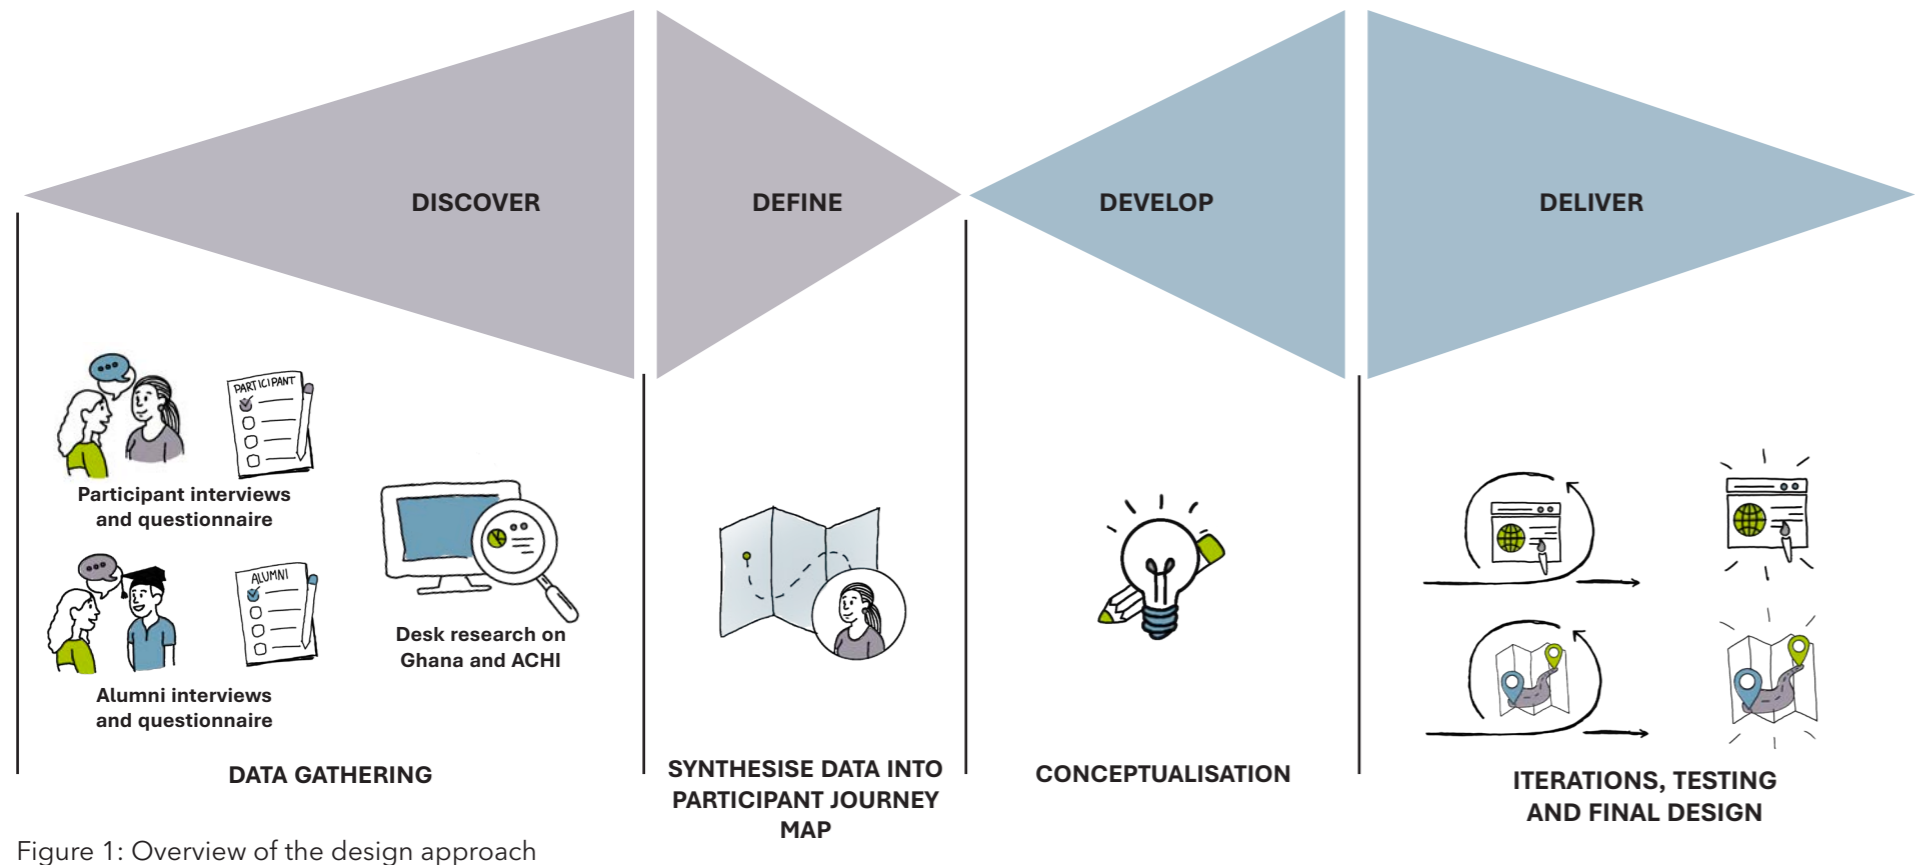 DISCOVER
DEFINE
DEVELOP
DELIVER
PARTICIPANT
Participant interviews
and questionnaire
ALUMNI
Alumni interviews
and questionnaire
Desk research on
Ghana and ACHI
DATA GATHERING
SYNTHESISE DATA INTO
PARTICIPANT JOURNEY
MAP
CONCEPTUALISATION
ITERATIONS, TESTING
AND FINAL DESIGN
Figure 1: Overview of the design approach